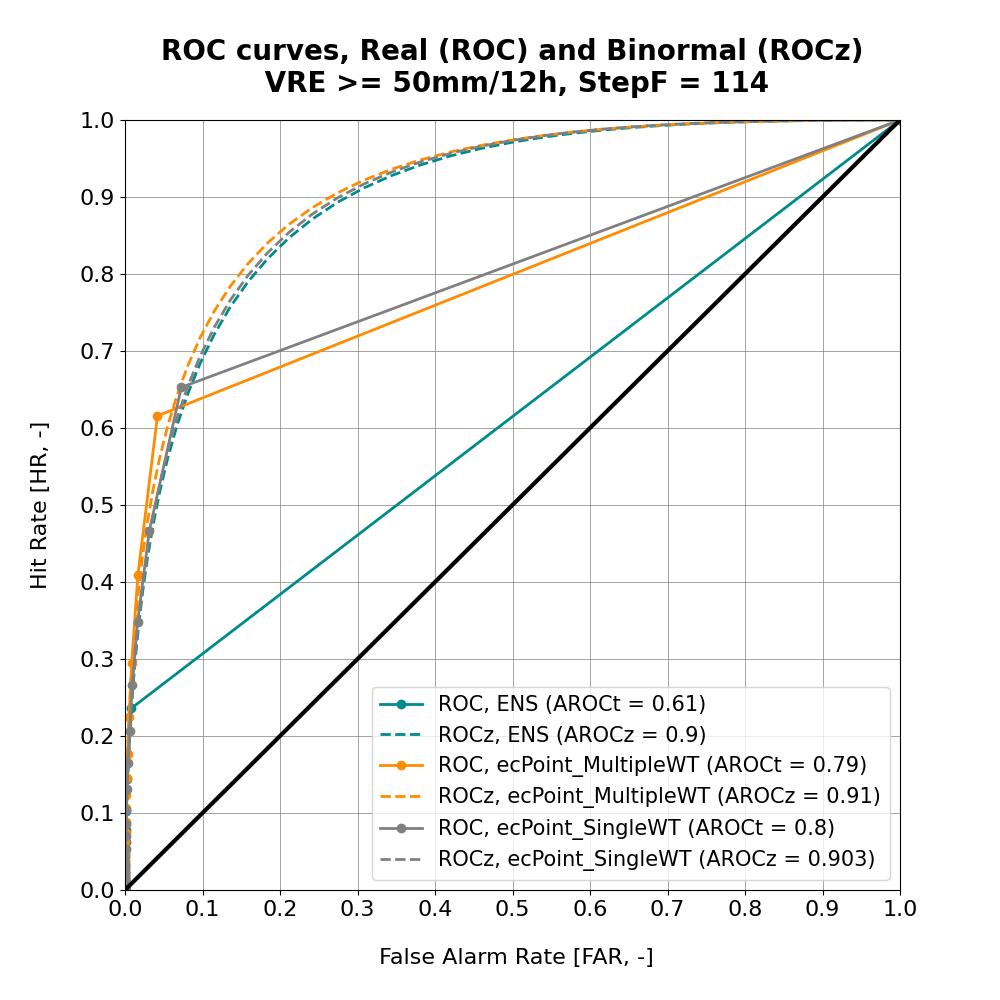 ROC curves, Real (ROC) and Binormal (ROCz)
VRE >= 50mm/12h, StepF = 114
1.0
0.9
0.8
0.7
0.6
0.5
0.4
0.3
0.2
0.1
0.0
Hit Rate [HR, -]
ROC, ENS (AROCt = 0.61)
ROCz, ENS (AROCz = 0.9)
ROC, ecPoint_MultipleWT (AROCt = 0.79)
ROCz, ecPoint_MultipleWT (AROCz = 0.91)
ROC, ecPoint_SingleWT (AROCt = 0.8)
ROCz, ecPoint_SingleWT (AROCz = 0.903)
0.0 0.1 0.2 0.3 0.4 0.5 0.6 0.7 0.8 0.9 1.0
False Alarm Rate [FAR, -]